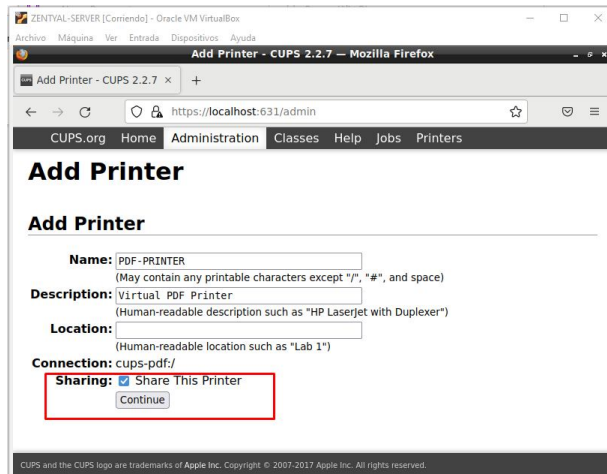 ZENTYAL-SERVER [Corriendo] - Oracle VM VirtualBox
Archivo Máquina Ver Entrada Dispositivos Ayuda
Add Printer - CUPS 2.2.7 — Mozilla Firefox
Add Printer - CUPS 2.2.7
https://localhost:631/admin
CUPS.org Home Administration Classes Help Jobs Printers
Add Printer
Add Printer
Name: PDF-PRINTER
(May contain any printable characters except "/", "#", and space)
Description: Virtual PDF Printer
(Human-readable description such as "HP LaserJet with Duplexer")
Location:
(Human-readable location such as "Lab 1")
Connection: cups-pdf:/
Sharing: Share This Printer
Continue
CUPS and the CUPS logo are trademarks of Apple Inc. Copyright © 2007-2017 Apple Inc. All rights reserved.